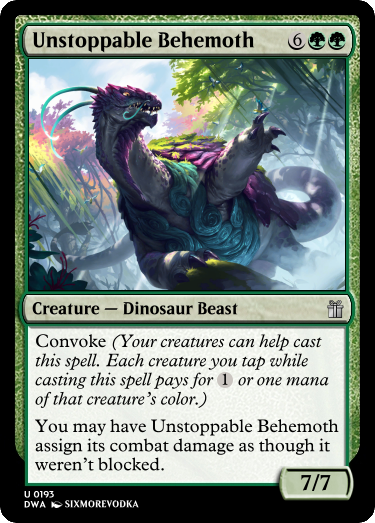 Unstoppable Behemoth 6
Creature — Dinosaur Beast
Convoke (Your creatures can help cast
this spell. Each creature you tap while
casting this spell pays for 1 or one mana
of that creature's color.)
You may have Unstoppable Behemoth
assign its combat damage as though it
weren't blocked.
7/7
U 0193
DWA SIXMOREVODKA